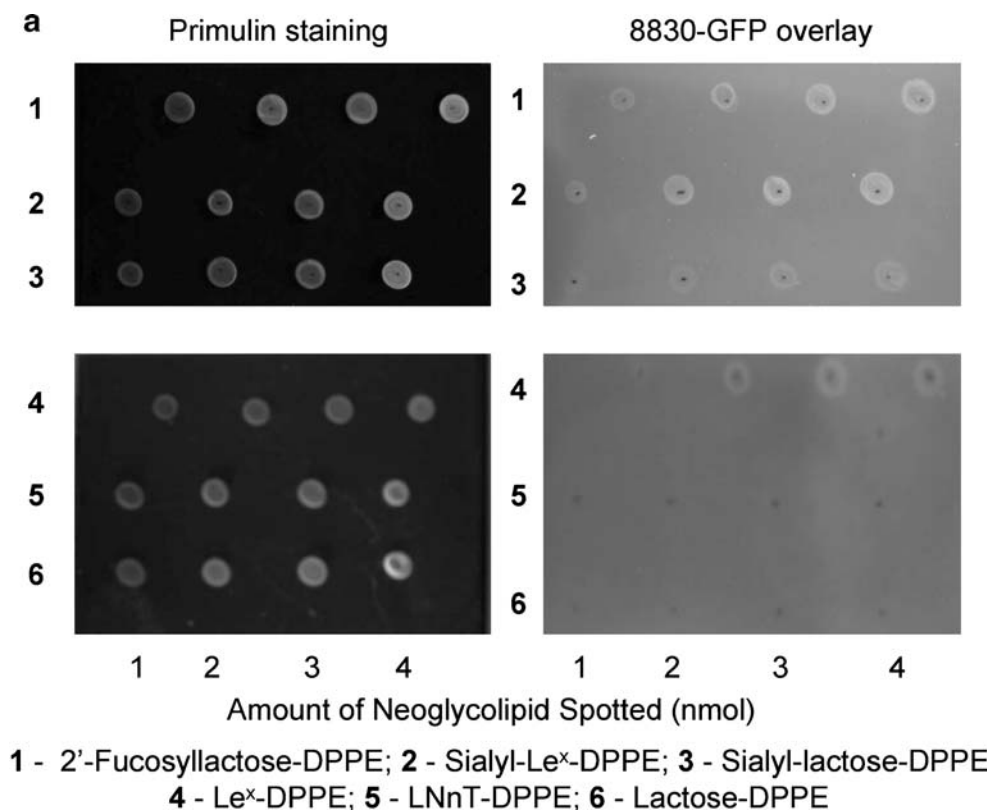 a
Primulin staining 8830-GFP overlay
1 1
2 2
3 3
4 4
5 5
6 6
1 2 3 4 1 2 3 4
Amount of Neoglycolipid Spotted (nmol)
1 - 2'-Fucosyllactose-DPPE; 2 - Sialyl-Leˣ-DPPE; 3 - Sialyl-lactose-DPPE
4 - Leˣ-DPPE; 5 - LNnT-DPPE; 6 - Lactose-DPPE